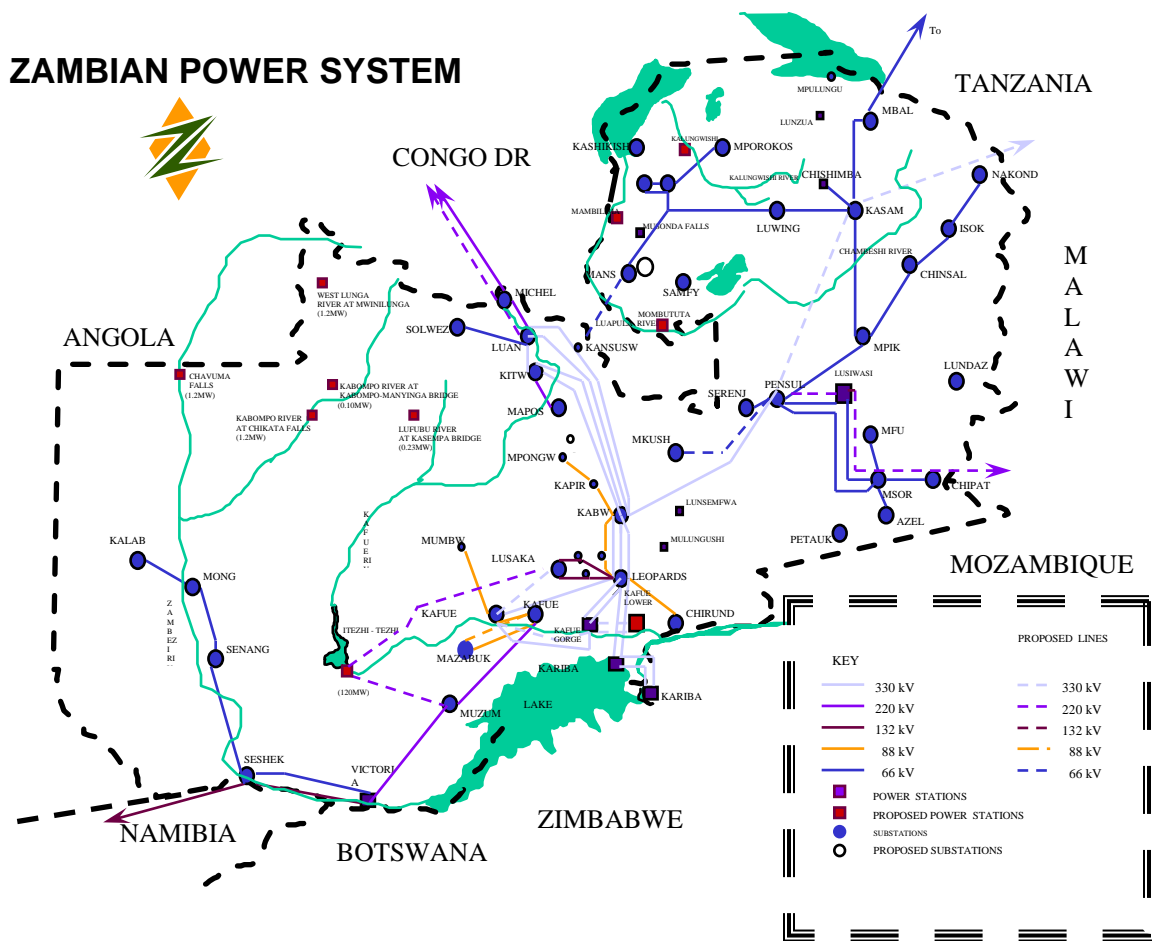 ZAMBIAN POWER SYSTEM
To
TANZANIA
MPULUNGU
MBAL
LUNZUA
CONGO DR
KASHIKISH
KALUNGWISHI
MPOROKOS
NAKOND
KALUNGWISHI RIVER
CHISHIMBA
MAMBILIMA
MUSONDA FALLS
LUWING
KASAM
ISOK
CHAMBESHI RIVER
CHINSAL
M
A
L
A
W
I
MANS
SAMFY
MICHEL
WEST LUNGA
RIVER AT MWINILUNGA
(1.2MW)
MOMBUTUTA
LUAPULA RIVER
ANGOLA
SOLWEZ
LUAN
KANSUSW
MPIK
CHAVUMA
FALLS
(1.2MW)
KITW
LUSIWASI
LUNDAZ
KABOMPO RIVER AT
KABOMPO-MANYINGA BRIDGE
(0.10MW)
PENSUL
SERENJ
MAPOS
KABOMPO RIVER
AT CHIKATA FALLS
(1.2MW)
LUFUBU RIVER
AT KASEMPA BRIDGE
(0.23MW)
MKUSH
MFU
MPONGW
KAPIR
MSOR
CHIPAT
LUNSEMFWA
KABW
AZEL
K
A
F
U
E
R
I
PETAUK
KALAB
MUMBW
MULUNGUSHI
LUSAKA
LEOPARDS
MOZAMBIQUE
MONG
KAFUE
LOWER
KAFUE
KAFUE
CHIRUND
Z
A
M
B
E
Z
I
R
I
ITEZHI - TEZHI
KAFUE
GORGE
SENANG
MAZABUK
KARIBA
(120MW)
KARIBA
LAKE
MUZUM
SESHEK
VICTORI
A
NAMIBIA
BOTSWANA
ZIMBABWE
PROPOSED LINES
KEY
330 kV
330 kV
220 kV
220 kV
132 kV
132 kV
88 kV
88 kV
66 kV
66 kV
POWER STATIONS
PROPOSED POWER STATIONS
SUBSTATIONS
PROPOSED SUBSTATIONS